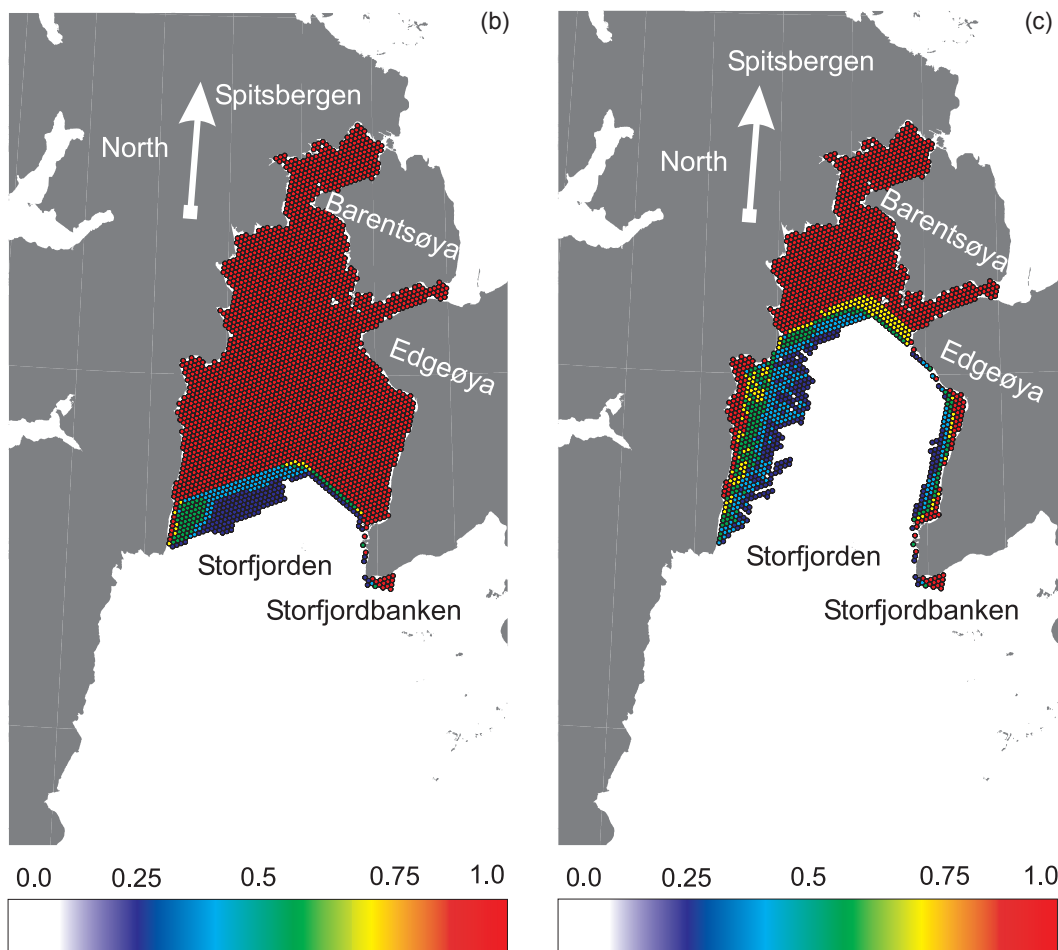 (b)
Spitsbergen
North
Barentsøya
Edgeøya
Storfjorden
Storfjordbanken
0.0 0.25 0.5 0.75 1.0
(c)
Spitsbergen
North
Barentsøya
Edgeøya
Storfjorden
Storfjordbanken
0.0 0.25 0.5 0.75 1.0